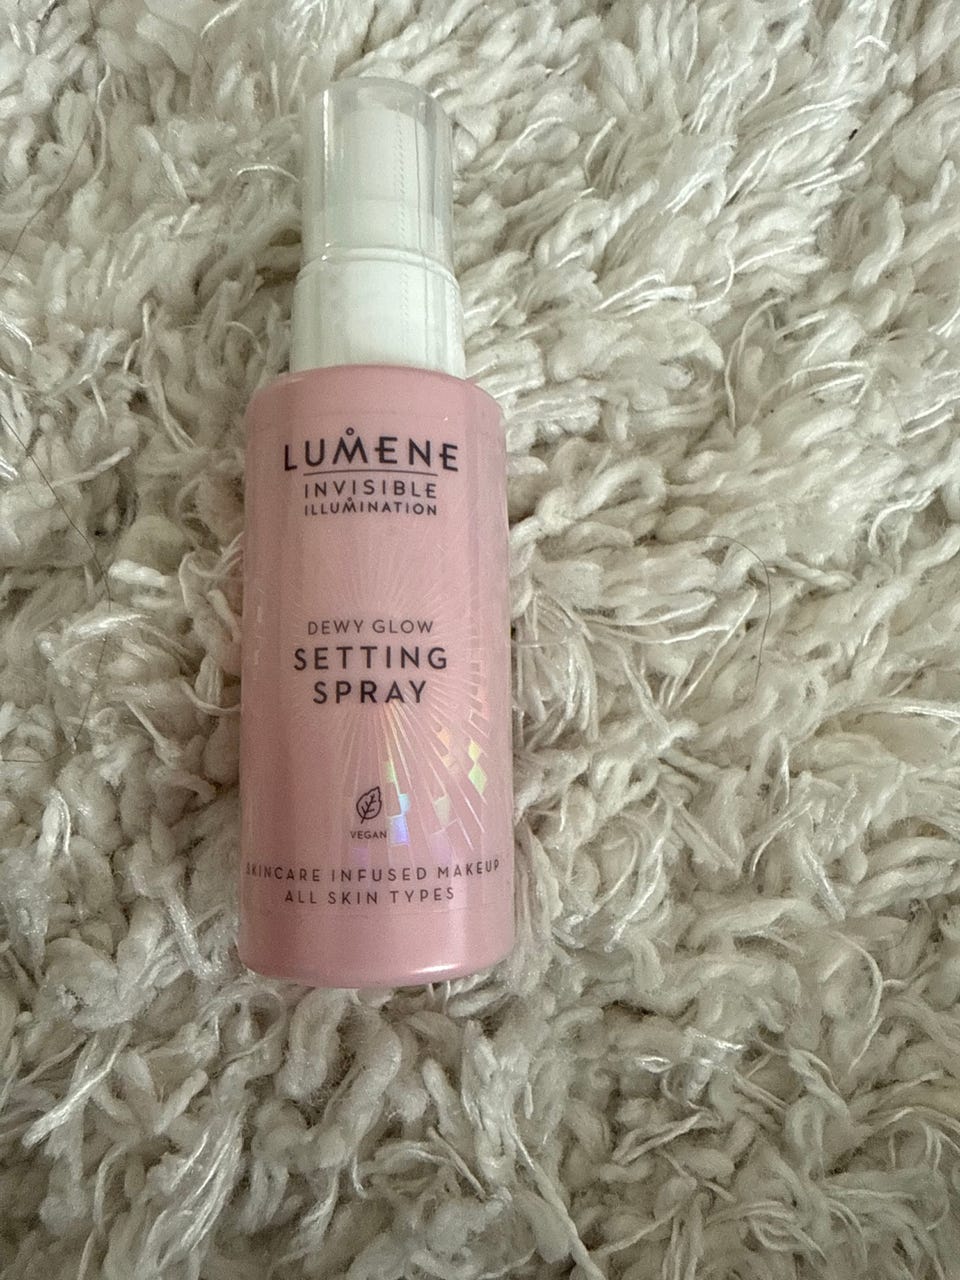 LUMENE
INVISIBLE
ILLUMINATION
DEWY GLOW
SETTING
SPRAY
VEGAN
SKINCARE INFUSED MAKEUP
ALL SKIN TYPES